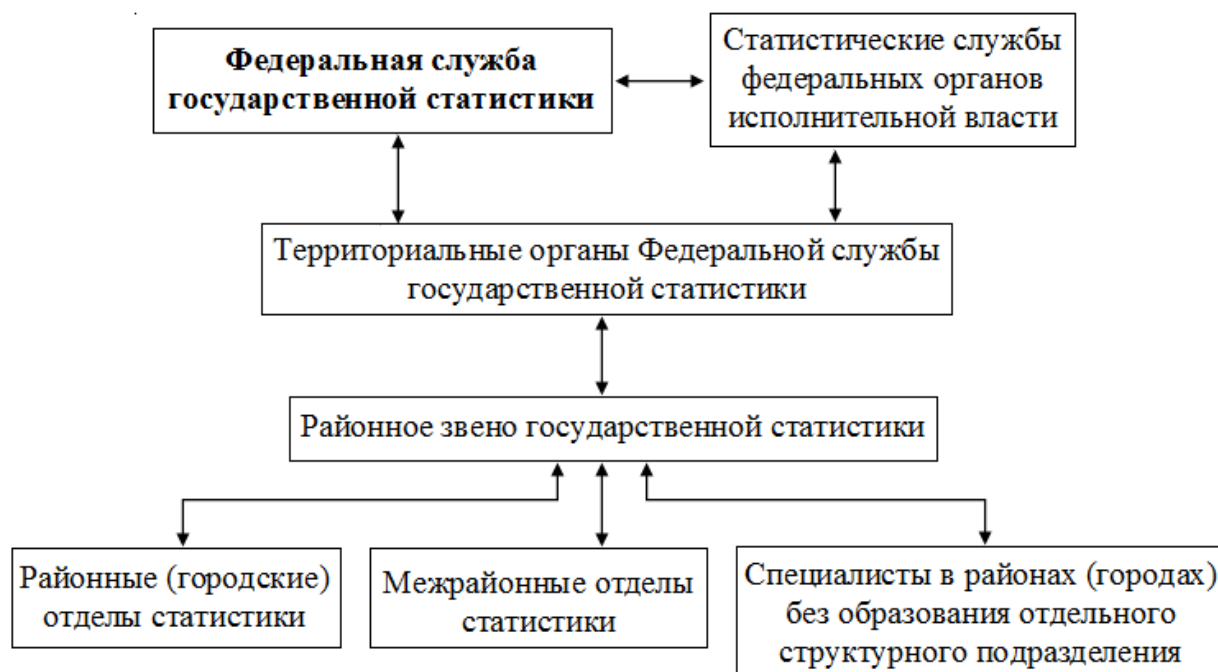 Федеральная служба
государственной статистики
Статистические службы
федеральных органов
исполнительной власти
Территориальные органы Федеральной службы
государственной статистики
Районное звено государственной статистики
Районные (городские)
отделы статистики
Межрайонные отделы
статистики
Специалисты в районах (городах)
без образования отдельного
структурного подразделения